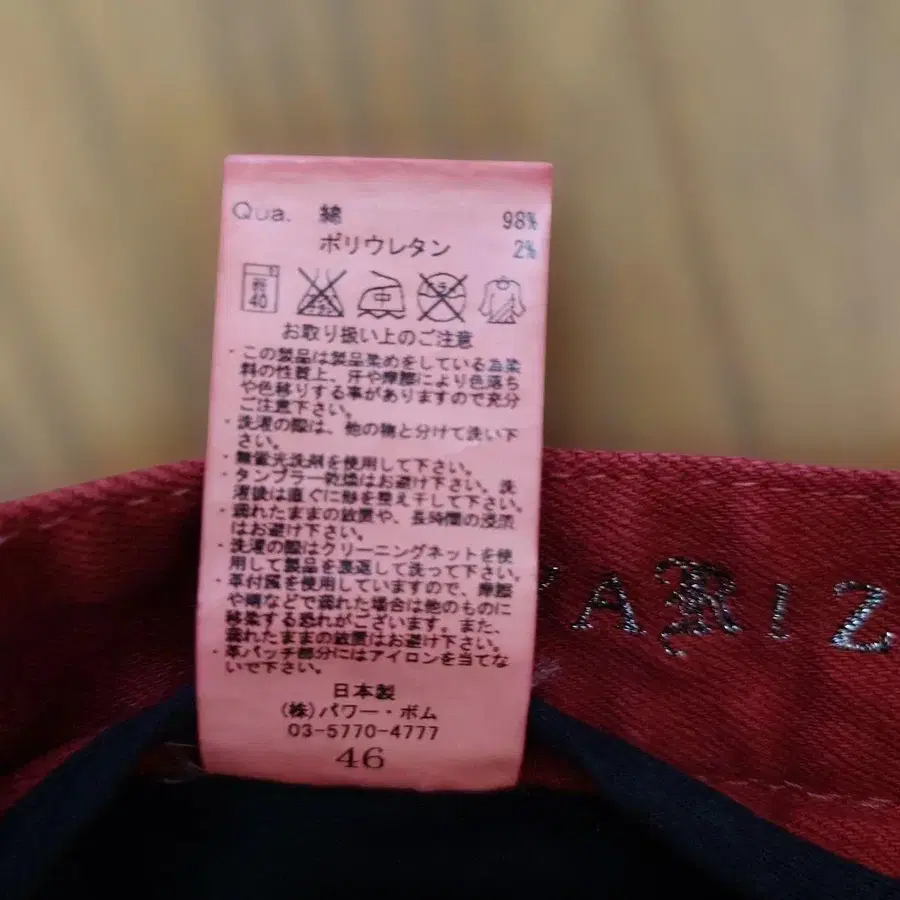 Qua. 綿 98%
ポリウレタン 2%
40 中
お取り扱い上のご注意
・この製品は製品染めをしている為染
料の性質上、汗や摩擦により色落ち
や色移りする事がありますので充分
ご注意下さい。
・洗濯の際は、他の物と分けて洗い下
さい。
・無蛍光洗剤を使用して下さい。
・タンブラー乾燥はお避け下さい、洗
濯後は直ぐに形を整え干して下さい。
・濡れたままの放置や、長時間の浸漬
はお避け下さい。
・洗濯の際はクリーニングネットを使
用して製品を裏返して洗って下さい。
・革付属を使用していますので、摩擦
や雨などで濡れた場合は他のものに
移染する恐れがございます。また、
濡れたままの放置はお避け下さい。
・革パッチ部分にはアイロンを当てな
いで下さい。
日本製
(株)パワー・ボム
03-5770-4777
46
ARIZ